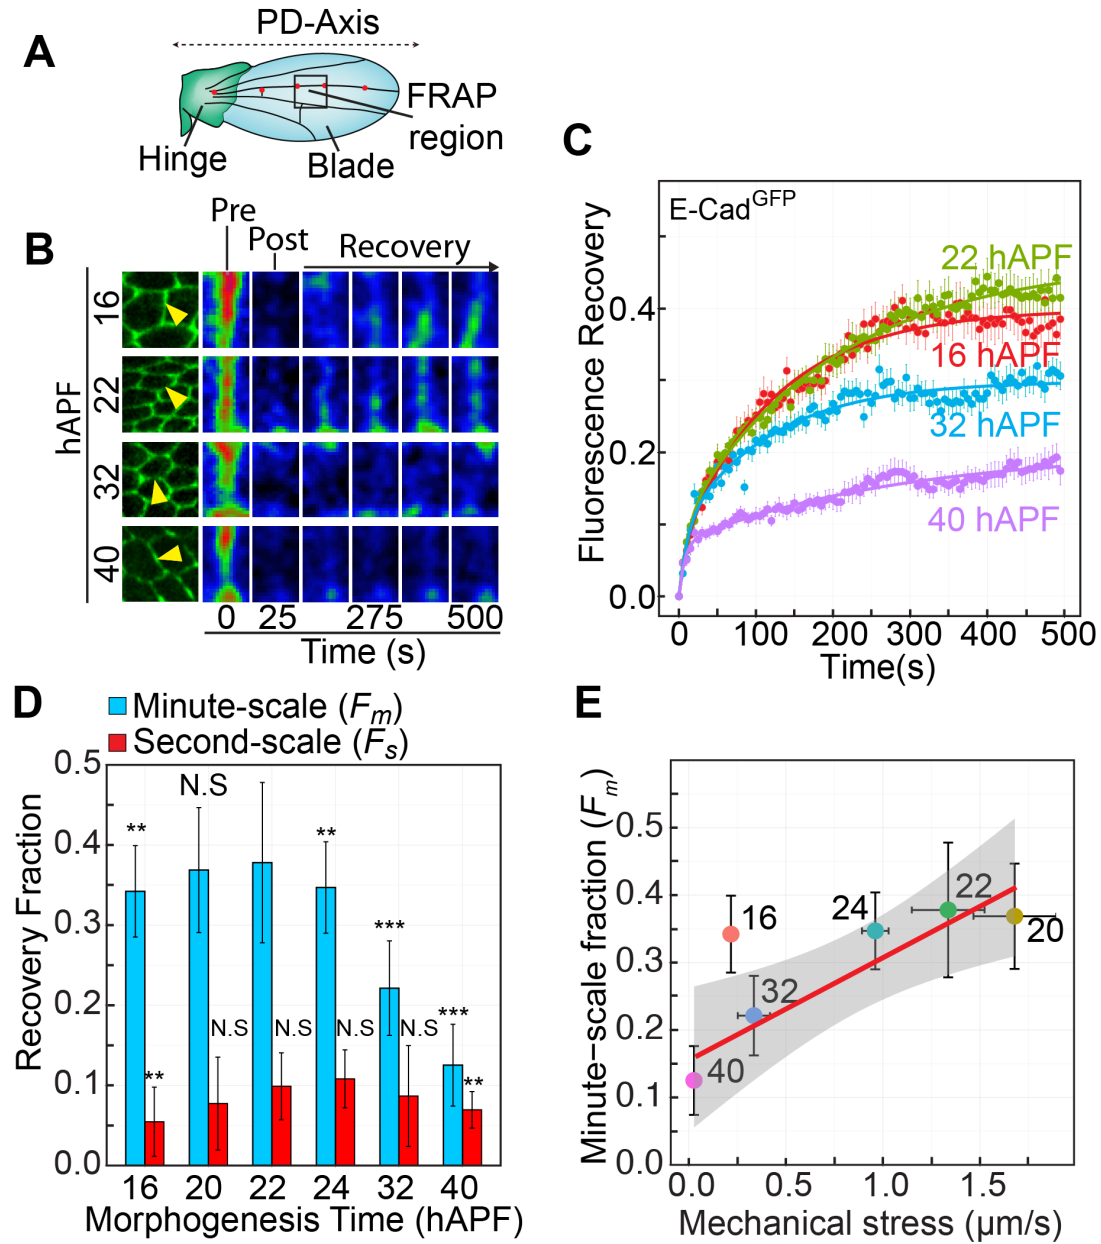 A
PD-Axis
FRAP
region
Hinge
Blade
B
Pre
Post
Recovery
hAPF
16
22
32
40
0 25 275 500
Time (s)
C
E-Cad^GFP
Fluorescence Recovery
22 hAPF
16 hAPF
32 hAPF
40 hAPF
0.4
0.2
0.0
0 100 200 300 400 500
Time(s)
D
Minute-scale (Fm)
Second-scale (Fs)
Recovery Fraction
0.5
0.4
0.3
0.2
0.1
0.0
** N.S ** *** ***
** N.S N.S N.S N.S **
16 20 22 24 32 40
Morphogenesis Time (hAPF)
E
Minute-scale fraction (Fm)
0.5
0.4
0.3
0.2
0.1
0.0
16
24
22
20
32
40
0.0 0.5 1.0 1.5
Mechanical stress (µm/s)